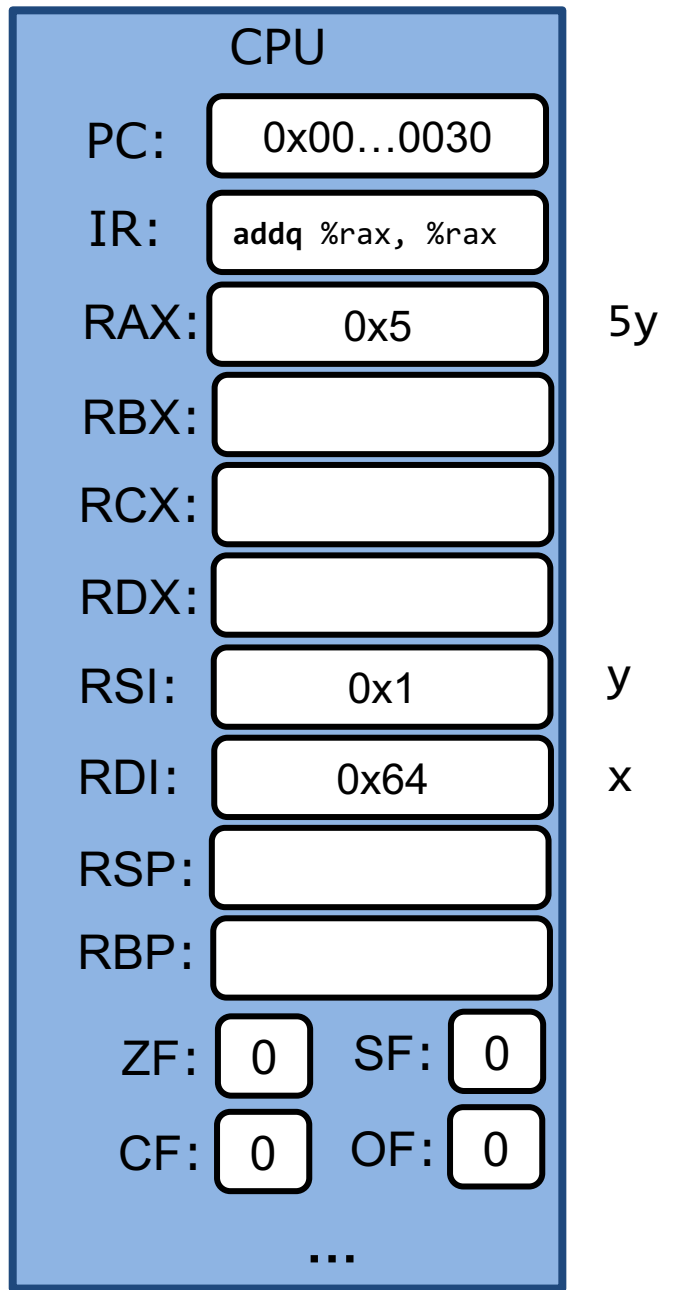 CPU
PC: 0x00…0030
IR: addq %rax, %rax
RAX: 0x5 5y
RBX:
RCX:
RDX:
RSI: 0x1 y
RDI: 0x64 x
RSP:
RBP:
ZF: 0 SF: 0
CF: 0 OF: 0
…